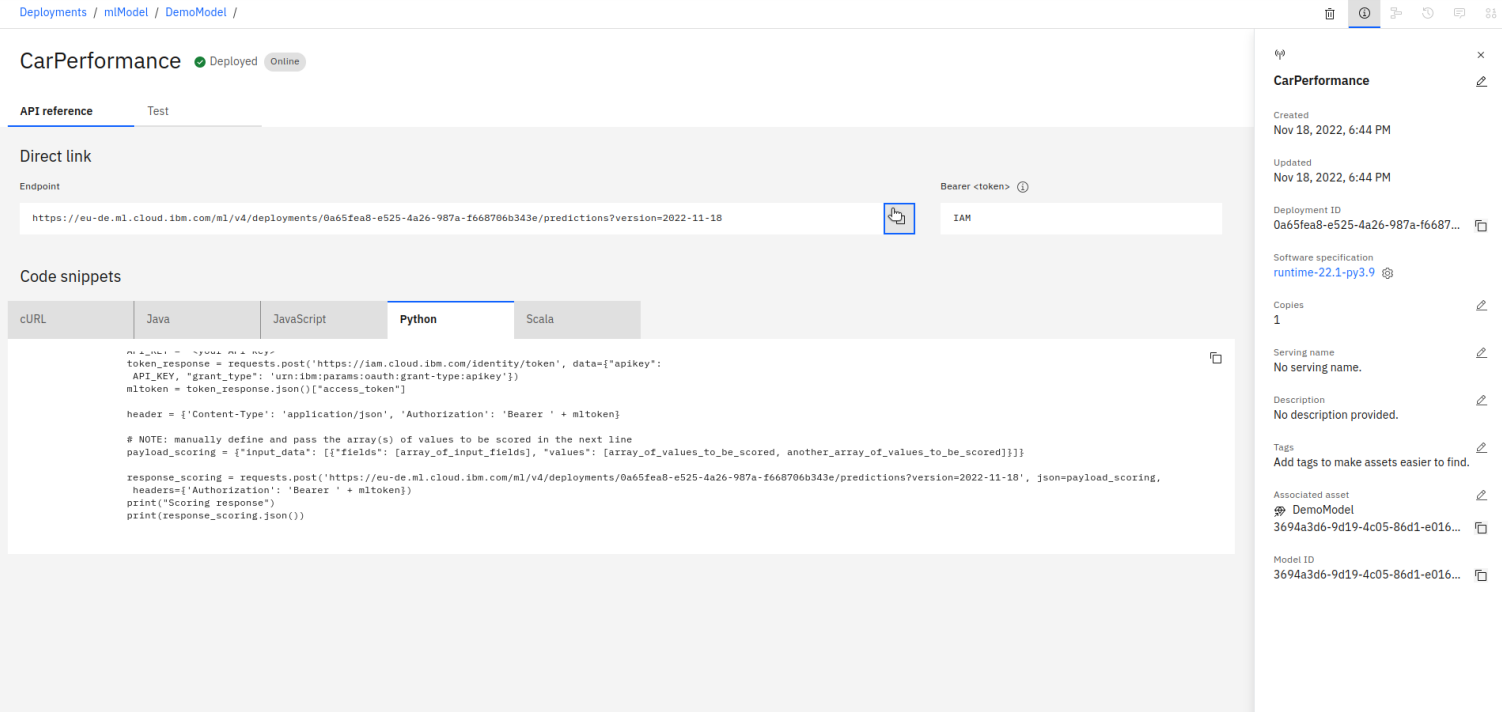 Deployments / mlModel / DemoModel /
CarPerformance Deployed Online
API reference Test
Direct link
Endpoint
https://eu-de.ml.cloud.ibm.com/ml/v4/deployments/0a65fea8-e525-4a26-987a-f668706b343e/predictions?version=2022-11-18
Bearer <token>
IAM
Code snippets
cURL Java JavaScript Python Scala
API_KEY = "<your API key>"
token_response = requests.post('https://iam.cloud.ibm.com/identity/token', data={"apikey":
API_KEY, "grant_type": 'urn:ibm:params:oauth:grant-type:apikey'})
mltoken = token_response.json()["access_token"]
header = {'Content-Type': 'application/json', 'Authorization': 'Bearer ' + mltoken}
# NOTE: manually define and pass the array(s) of values to be scored in the next line
payload_scoring = {"input_data": [{"fields": [array_of_input_fields], "values": [array_of_values_to_be_scored, another_array_of_values_to_be_scored]}]}
response_scoring = requests.post('https://eu-de.ml.cloud.ibm.com/ml/v4/deployments/0a65fea8-e525-4a26-987a-f668706b343e/predictions?version=2022-11-18', json=payload_scoring,
headers={'Authorization': 'Bearer ' + mltoken})
print("Scoring response")
print(response_scoring.json())
CarPerformance
Created
Nov 18, 2022, 6:44 PM
Updated
Nov 18, 2022, 6:44 PM
Deployment ID
0a65fea8-e525-4a26-987a-f6687...
Software specification
runtime-22.1-py3.9
Copies
1
Serving name
No serving name.
Description
No description provided.
Tags
Add tags to make assets easier to find.
Associated asset
DemoModel
3694a3d6-9d19-4c05-86d1-e016...
Model ID
3694a3d6-9d19-4c05-86d1-e016...